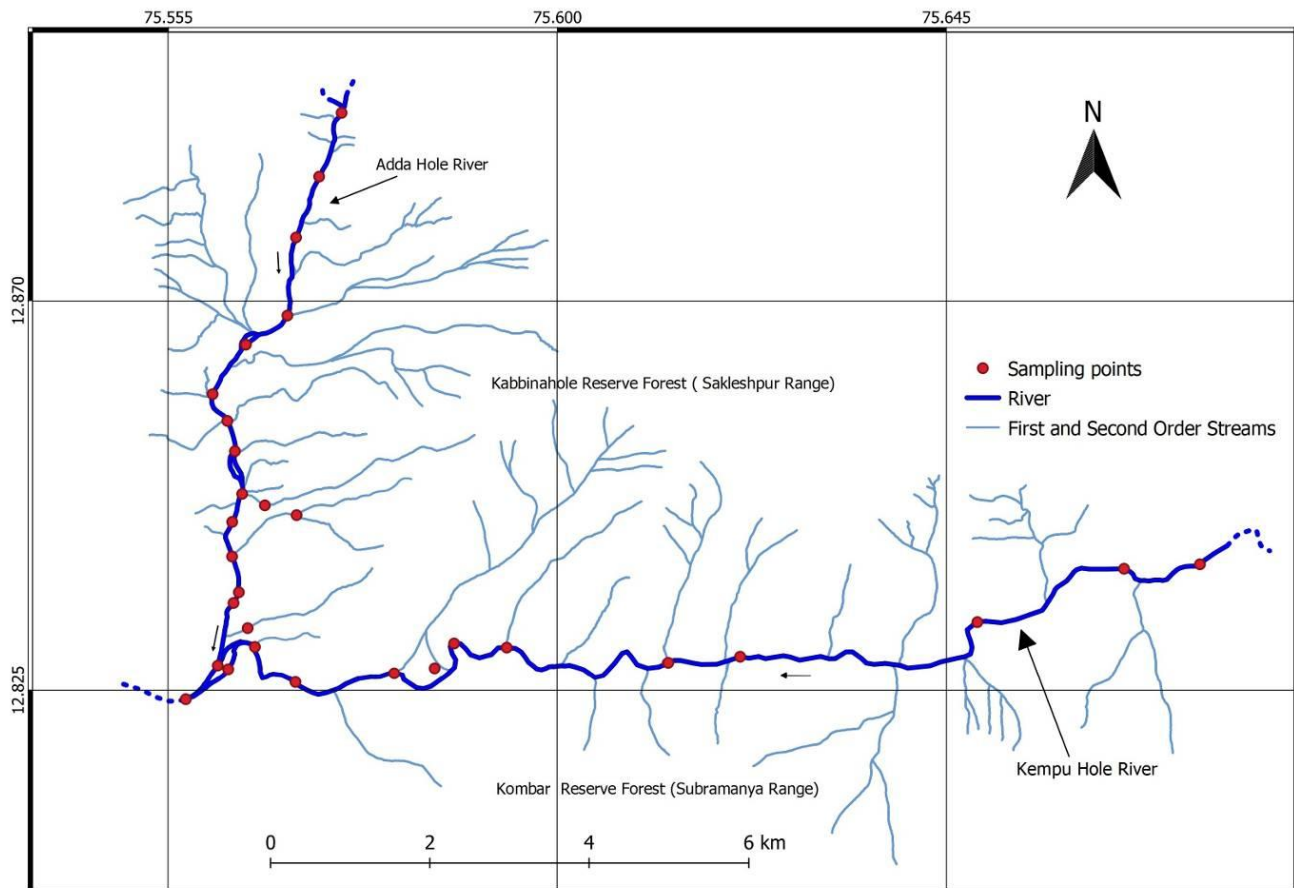 75.555 75.600 75.645
N
Adda Hole River
12.870
Kabbinahole Reserve Forest ( Sakleshpur Range)
Sampling points
River
First and Second Order Streams
12.825
Kempu Hole River
Kombar Reserve Forest (Subramanya Range)
0 2 4 6 km